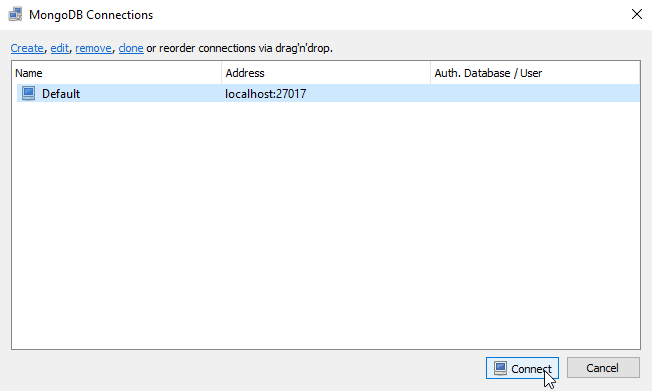 MongoDB Connections
Create, edit, remove, clone or reorder connections via drag'n'drop.
Name Address Auth. Database / User
Default localhost:27017
Connect Cancel